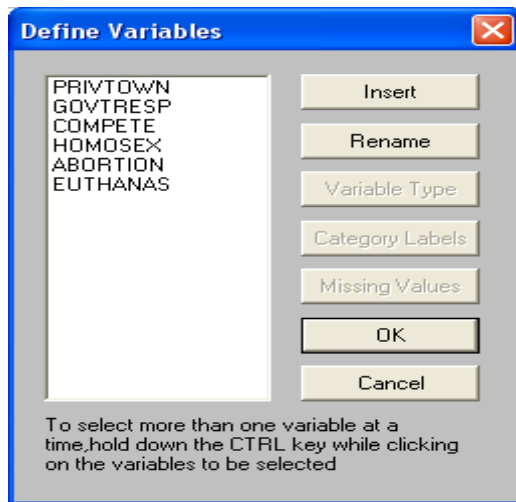 Define Variables
PRIVTOWN
GOVTRESP
COMPETE
HOMOSEX
ABORTION
EUTHANAS
Insert
Rename
Variable Type
Category Labels
Missing Values
OK
Cancel
To select more than one variable at a
time,hold down the CTRL key while clicking
on the variables to be selected